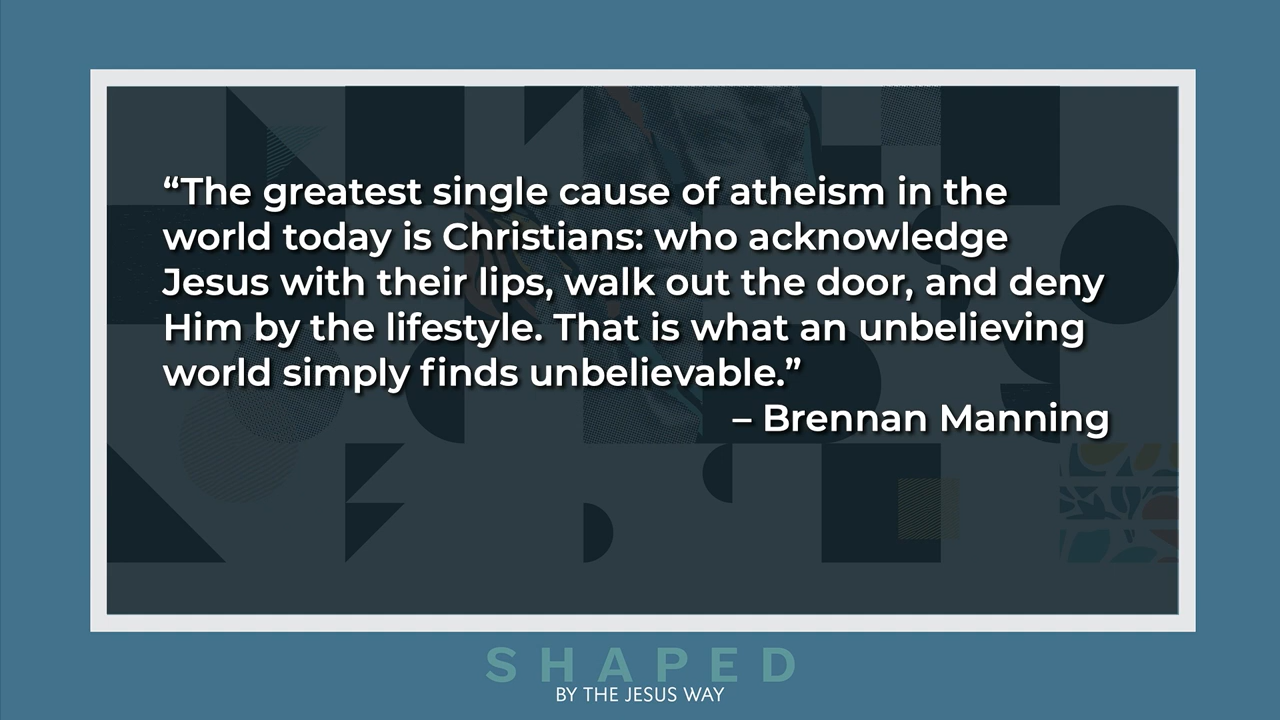 “The greatest single cause of atheism in the
world today is Christians: who acknowledge
Jesus with their lips, walk out the door, and deny
Him by the lifestyle. That is what an unbelieving
world simply finds unbelievable.”
– Brennan Manning
SHAPED
BY THE JESUS WAY